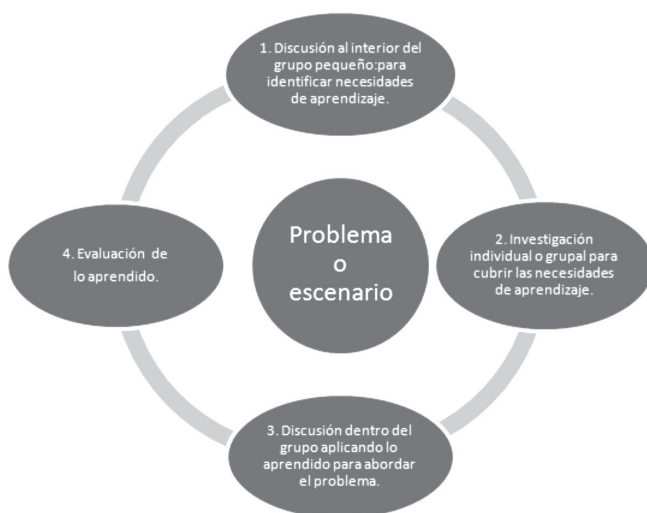 1. Discusión al interior del
grupo pequeño:para
identificar necesidades
de aprendizaje.
Problema
o
escenario
2. Investigación
individual o grupal para
cubrir las necesidades
de aprendizaje.
3. Discusión dentro del
grupo aplicando lo
aprendido para abordar
el problema.
4. Evaluación de
lo aprendido.